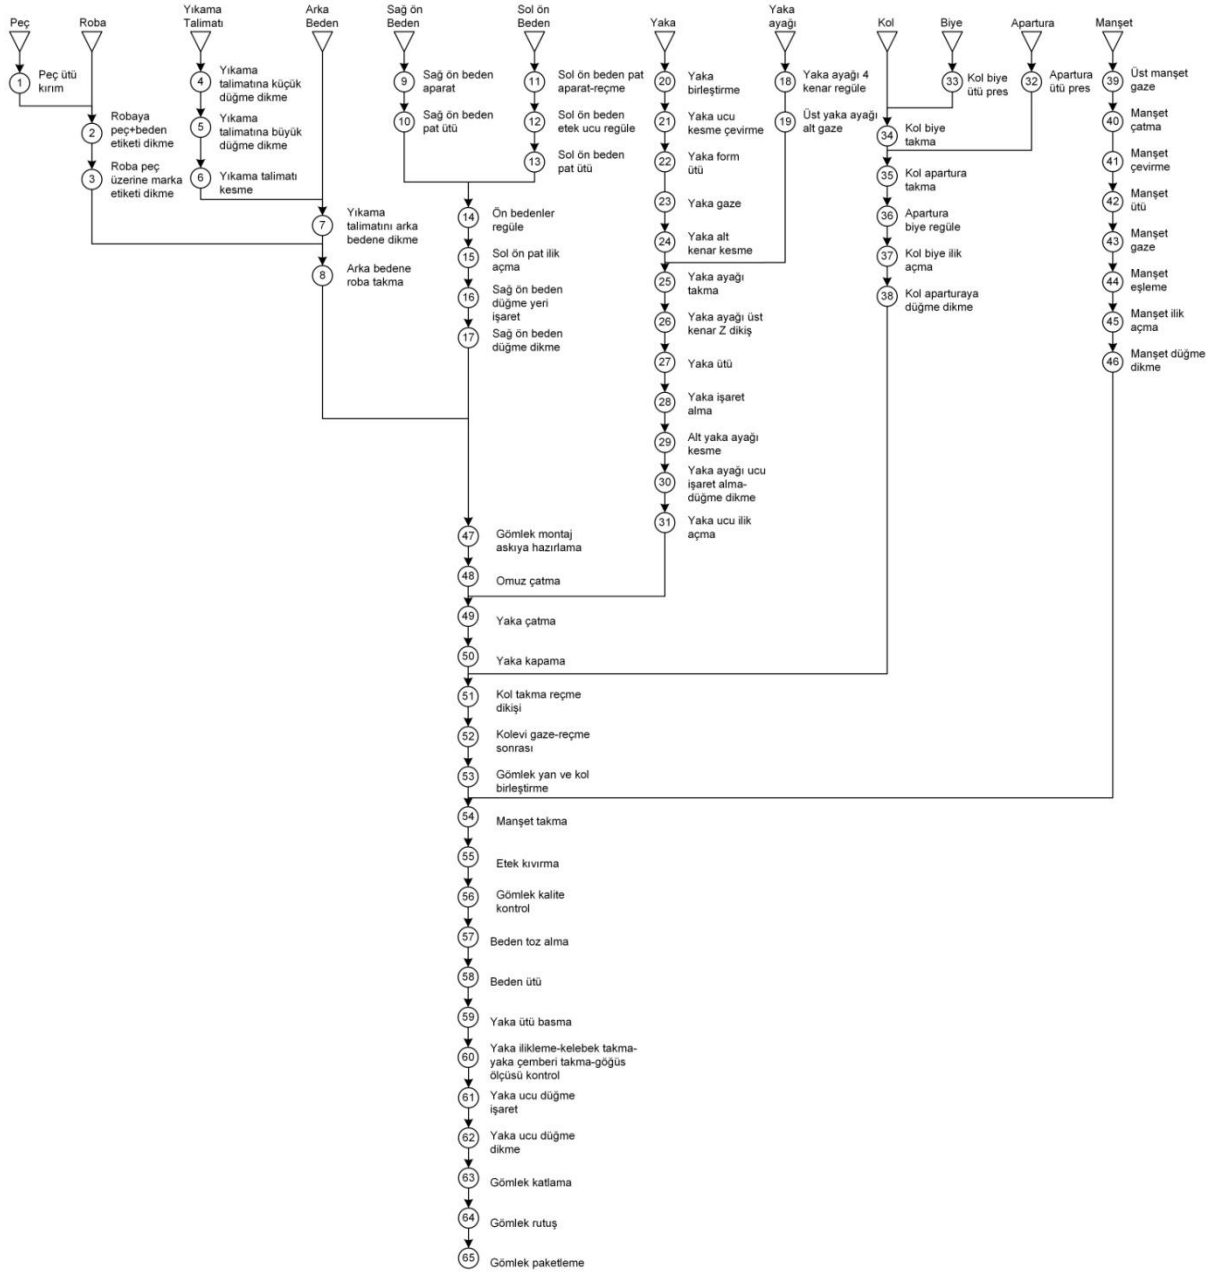 Peç
Roba
Yıkama
Talimatı
Arka
Beden
Sağ ön
Beden
Sol ön
Beden
Yaka
Yaka
ayağı
Kol
Biye
Apartura
Manşet
1
Peç ütü
kırım
2
Robaya
peç+beden
etiketi dikme
3
Roba peç
üzerine marka
etiketi dikme
4
Yıkama
talimatına küçük
düğme dikme
5
Yıkama
talimatına büyük
düğme dikme
6
Yıkama talimatı
kesme
7
Yıkama
talimatını arka
bedene dikme
8
Arka bedene
roba takma
9
Sağ ön beden
aparat
10
Sağ ön beden
pat ütü
11
Sol ön beden pat
aparat-reçme
12
Sol ön beden
etek ucu regüle
13
Sol ön beden
pat ütü
14
Ön bedenler
regüle
15
Sol ön pat ilik
açma
16
Sağ ön beden
düğme yeri
işaret
17
Sağ ön beden
düğme dikme
20
Yaka
birleştirme
21
Yaka ucu
kesme çevirme
22
Yaka form
ütü
23
Yaka gaze
24
Yaka alt
kenar kesme
18
Yaka ayağı 4
kenar regüle
19
Üst yaka ayağı
alt gaze
25
Yaka ayağı
takma
26
Yaka ayağı üst
kenar Z dikiş
27
Yaka ütü
28
Yaka işaret
alma
29
Alt yaka ayağı
kesme
30
Yaka ayağı ucu
işaret alma-
düğme dikme
31
Yaka ucu ilik
açma
33
Kol biye
ütü pres
32
Apartura
ütü pres
34
Kol biye
takma
35
Kol apartura
takma
36
Apartura
biye regüle
37
Kol biye ilik
açma
38
Kol aparturaya
düğme dikme
39
Üst manşet
gaze
40
Manşet
çatma
41
Manşet
çevirme
42
Manşet
ütü
43
Manşet
gaze
44
Manşet
eşleme
45
Manşet ilik
açma
46
Manşet düğme
dikme
47
Gömlek montaj
askıya hazırlama
48
Omuz çatma
49
Yaka çatma
50
Yaka kapama
51
Kol takma reçme
dikişi
52
Kolevi gaze-reçme
sonrası
53
Gömlek yan ve kol
birleştirme
54
Manşet takma
55
Etek kıvırma
56
Gömlek kalite
kontrol
57
Beden toz alma
58
Beden ütü
59
Yaka ütü basma
60
Yaka ilikleme-kelebek takma-
yaka çemberi takma-göğüs
ölçüsü kontrol
61
Yaka ucu düğme
işaret
62
Yaka ucu düğme
dikme
63
Gömlek katlama
64
Gömlek rutuş
65
Gömlek paketleme